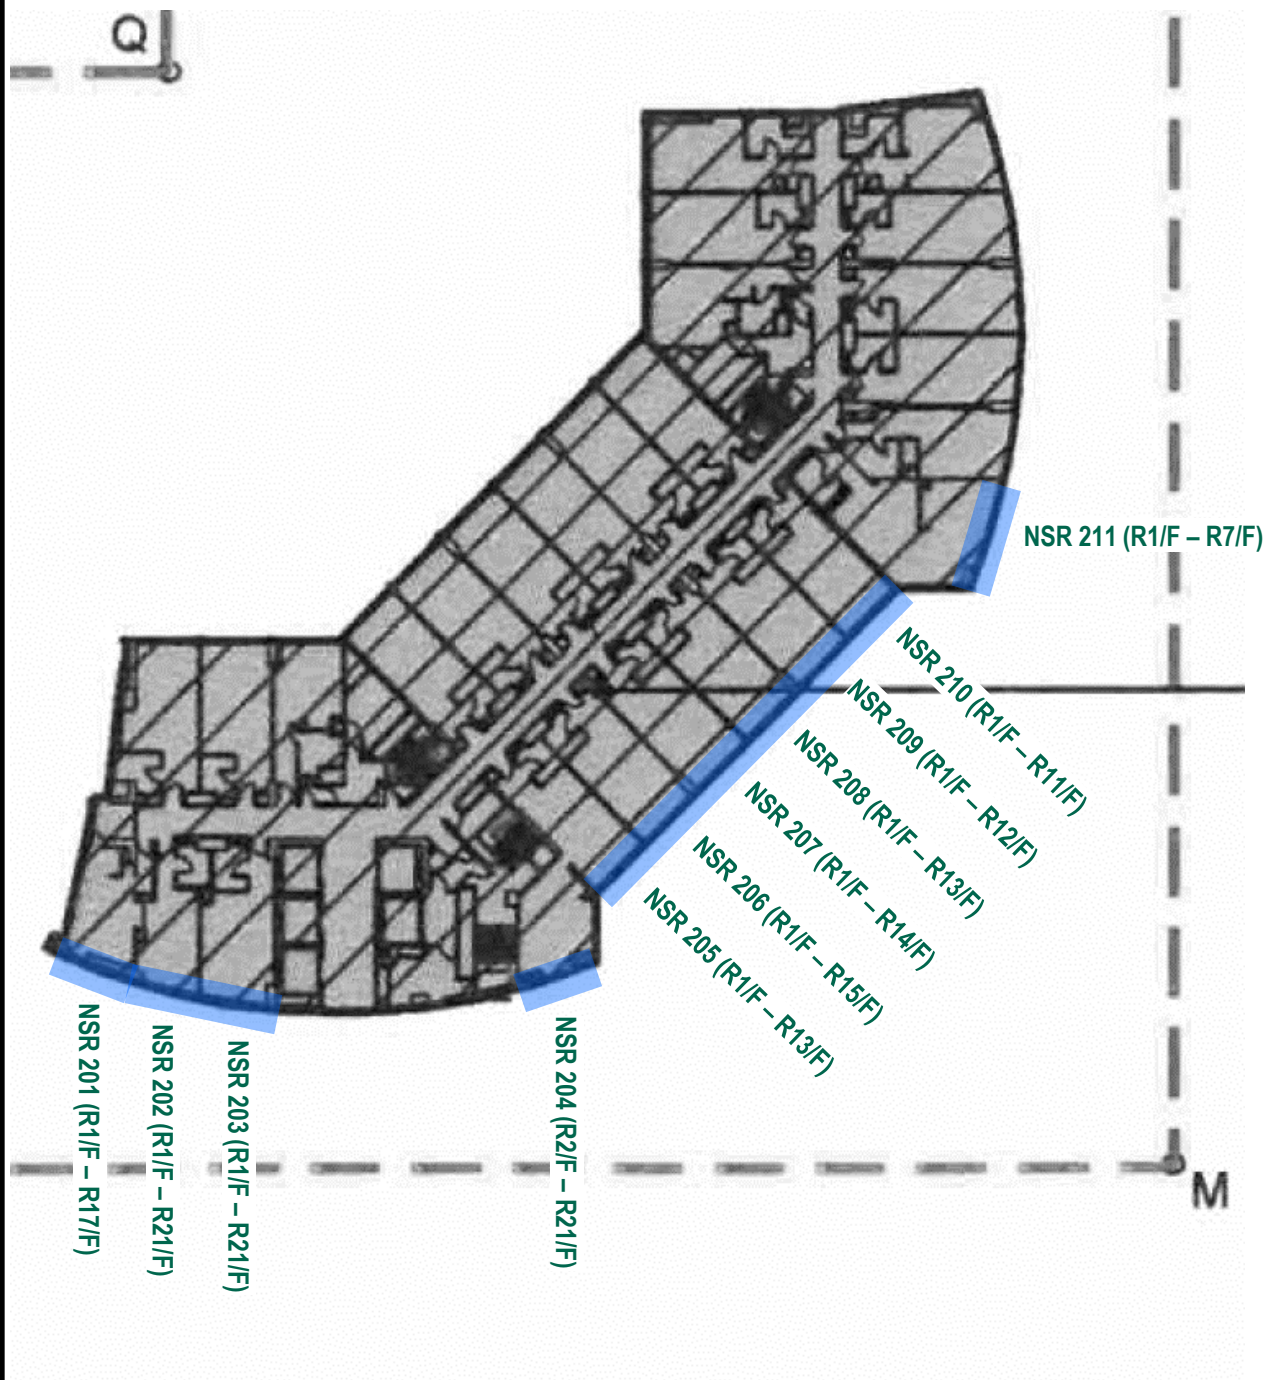 Q
NSR 211 (R1/F – R7/F)
NSR 210 (R1/F – R11/F)
NSR 209 (R1/F – R12/F)
NSR 208 (R1/F – R13/F)
NSR 207 (R1/F – R14/F)
NSR 206 (R1/F – R15/F)
NSR 205 (R1/F – R13/F)
NSR 204 (R2/F – R21/F)
NSR 203 (R1/F – R21/F)
NSR 202 (R1/F – R21/F)
NSR 201 (R1/F – R17/F)
M